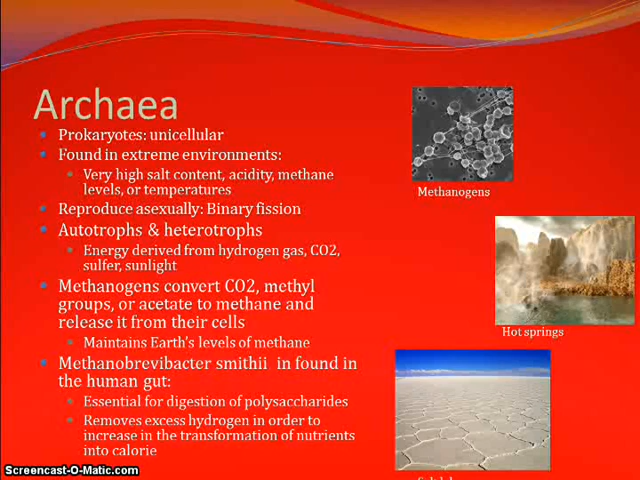 Archaea
Prokaryotes: unicellular
Found in extreme environments:
Very high salt content, acidity, methane
levels, or temperatures
Reproduce asexually: Binary fission
Autotrophs & heterotrophs
Energy derived from hydrogen gas, CO2,
sulfer, sunlight
Methanogens convert CO2, methyl
groups, or acetate to methane and
release it from their cells
Maintains Earth's levels of methane
Methanobrevibacter smithii in found in
the human gut:
Essential for digestion of polysaccharides
Removes excess hydrogen in order to
increase in the transformation of nutrients
into calorie
Methanogens
Hot springs
Screencast-O-Matic.com